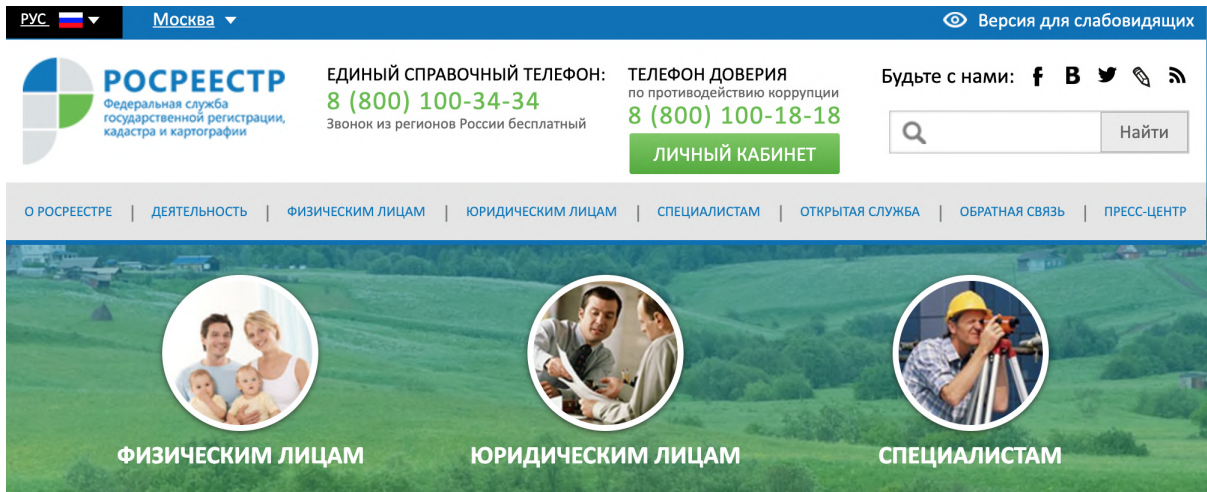 РУС
Москва
Версия для слабовидящих
РОСРЕЕСТР
Федеральная служба
государственной регистрации,
кадастра и картографии
ЕДИНЫЙ СПРАВОЧНЫЙ ТЕЛЕФОН:
8 (800) 100-34-34
Звонок из регионов России бесплатный
ТЕЛЕФОН ДОВЕРИЯ
по противодействию коррупции
8 (800) 100-18-18
ЛИЧНЫЙ КАБИНЕТ
Будьте с нами:
Найти
О РОСРЕЕСТРЕ | ДЕЯТЕЛЬНОСТЬ | ФИЗИЧЕСКИМ ЛИЦАМ | ЮРИДИЧЕСКИМ ЛИЦАМ | СПЕЦИАЛИСТАМ | ОТКРЫТАЯ СЛУЖБА | ОБРАТНАЯ СВЯЗЬ | ПРЕСС-ЦЕНТР
ФИЗИЧЕСКИМ ЛИЦАМ
ЮРИДИЧЕСКИМ ЛИЦАМ
СПЕЦИАЛИСТАМ